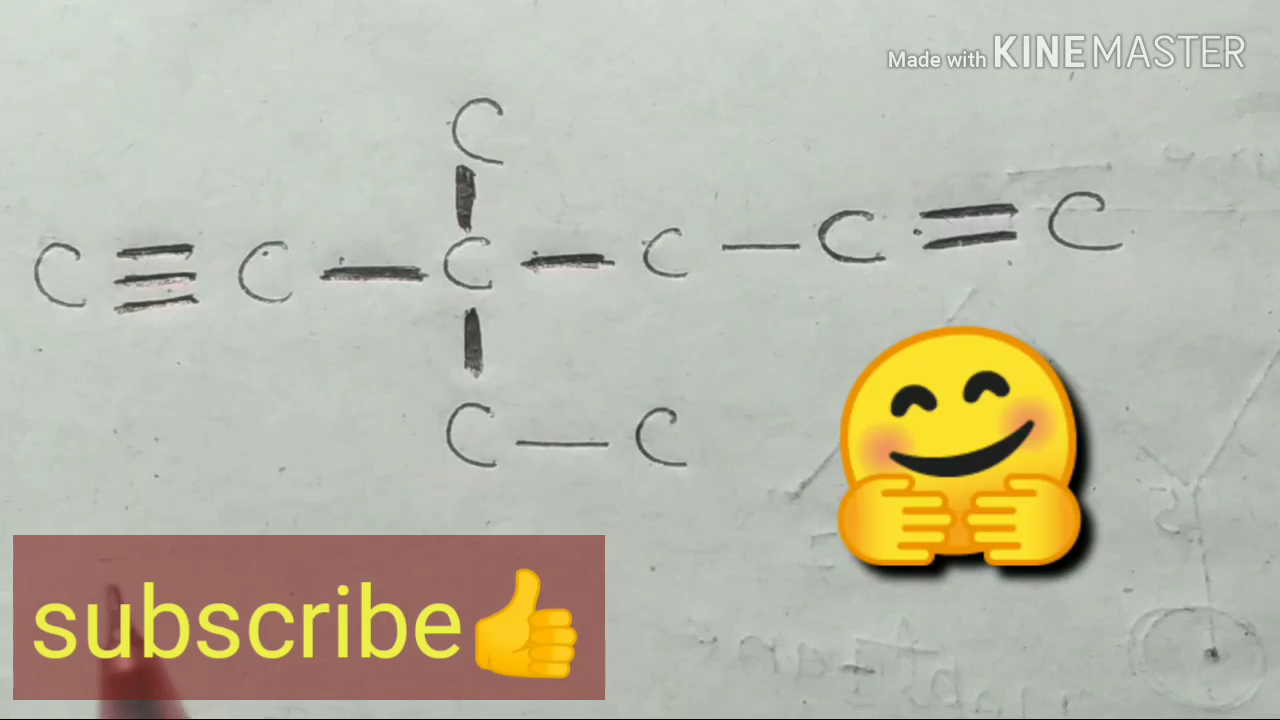 Made with KINEMASTER
C
C ≡ C — C — C — C = C
C — C
subscribe